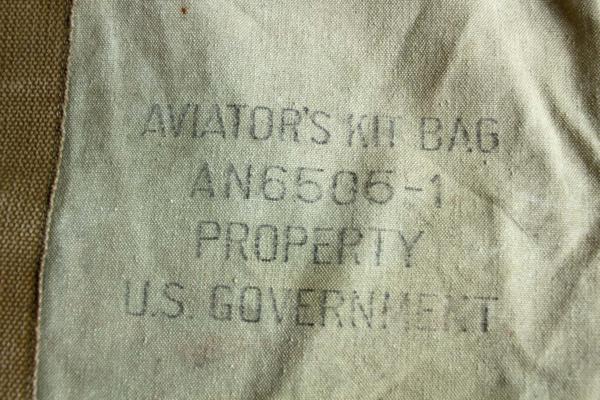 AVIATOR'S KIT BAG
AN6505-1
PROPERTY
U.S. GOVERNMENT